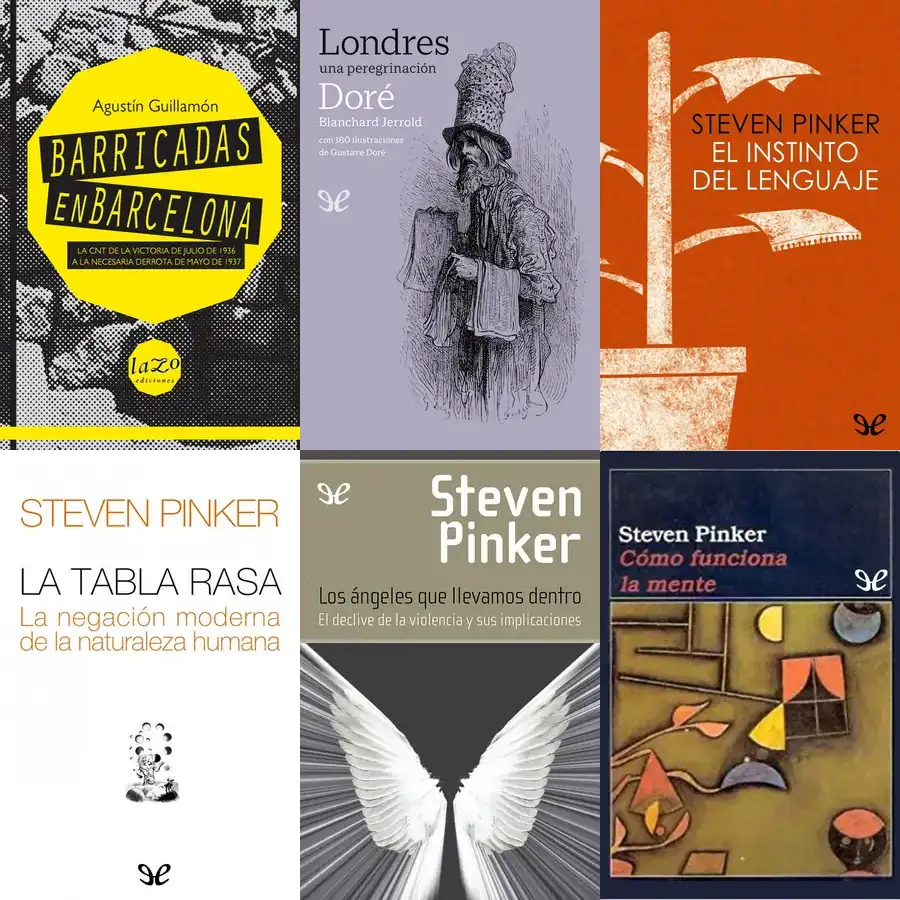 Agustín Guillamón
BARRICADAS
EN BARCELONA
LA CNT DE LA VICTORIA DE JULIO DE 1936
A LA NECESARIA DERROTA DE MAYO DE 1937
lazo
ediciones
Londres
una peregrinación
Doré
Blanchard Jerrold
con 180 ilustraciones
de Gustave Doré
STEVEN PINKER
EL INSTINTO
DEL LENGUAJE
STEVEN PINKER
LA TABLA RASA
La negación moderna
de la naturaleza humana
Steven
Pinker
Los ángeles que llevamos dentro
El declive de la violencia y sus implicaciones
Steven Pinker
Cómo funciona
la mente